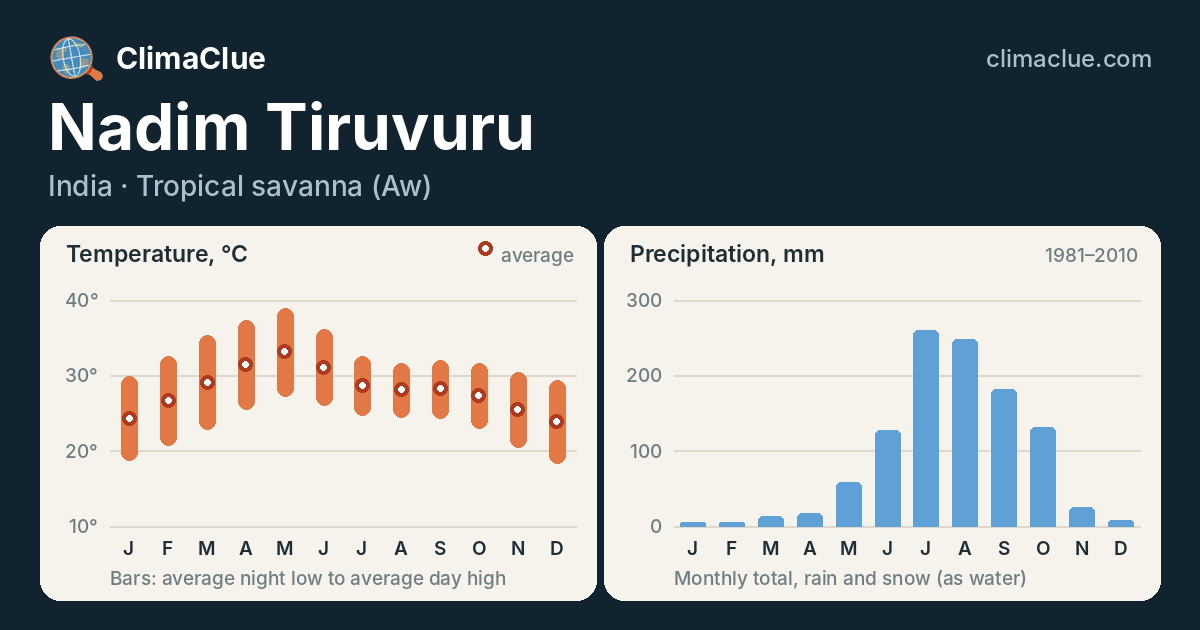 ClimaClue
climaclue.com
Nadim Tiruvuru
India · Tropical savanna (Aw)
Temperature, °C
average
40°
30°
20°
10°
J F M A M J J A S O N D
Bars: average night low to average day high
Precipitation, mm
1981–2010
300
200
100
0
J F M A M J J A S O N D
Monthly total, rain and snow (as water)